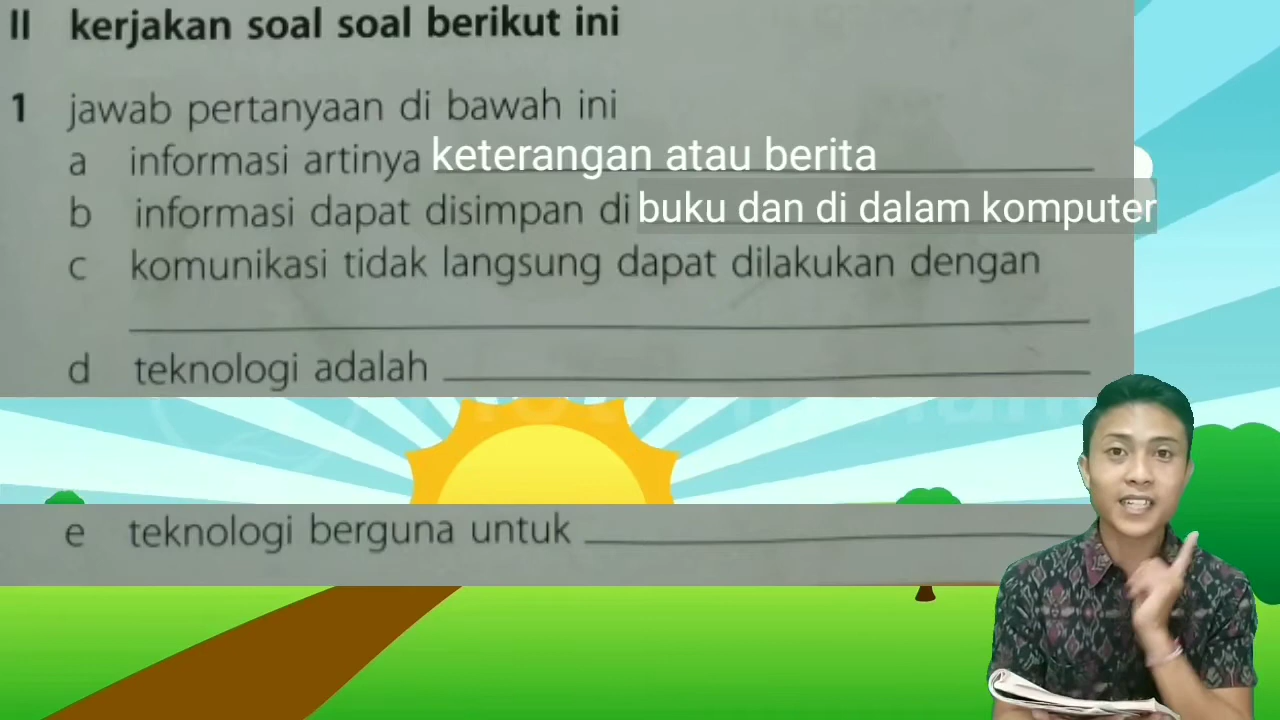 II kerjakan soal soal berikut ini
1 jawab pertanyaan di bawah ini
a informasi artinya keterangan atau berita
b informasi dapat disimpan di buku dan di dalam komputer
c komunikasi tidak langsung dapat dilakukan dengan
d teknologi adalah
e teknologi berguna untuk